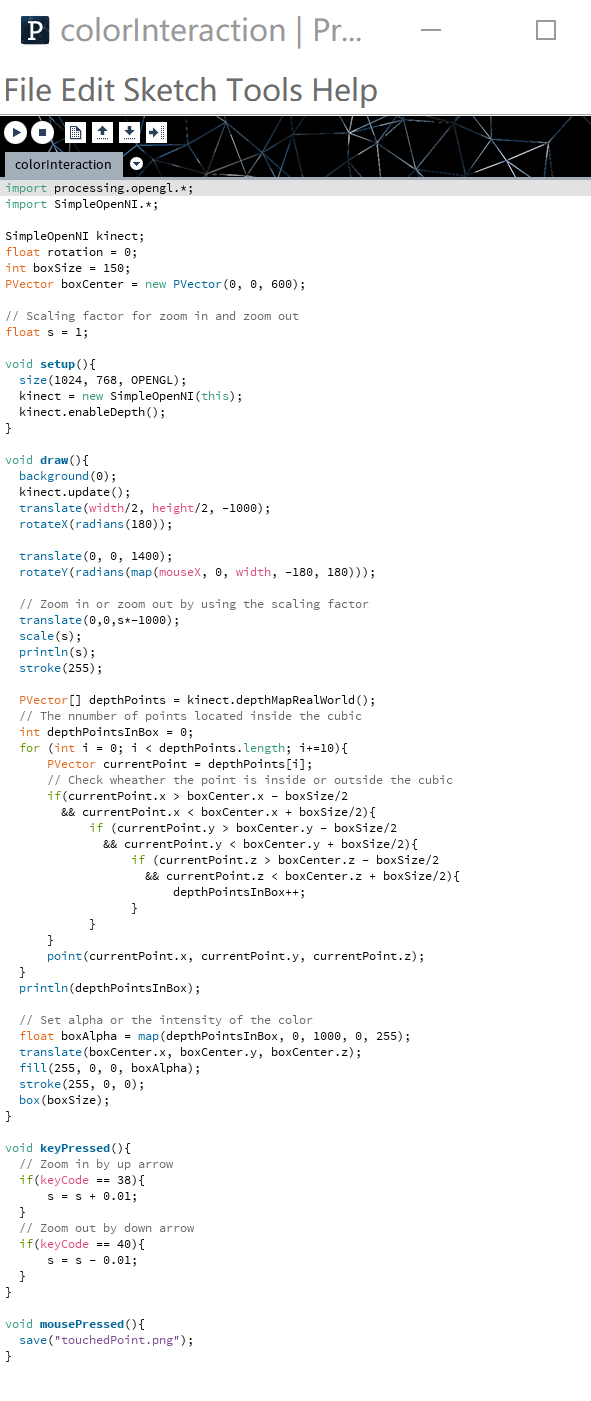 P colorInteraction | Pr...
File Edit Sketch Tools Help
colorInteraction
import processing.opengl.*;
import SimpleOpenNI.*;

SimpleOpenNI kinect;
float rotation = 0;
int boxSize = 150;
PVector boxCenter = new PVector(0, 0, 600);

// Scaling factor for zoom in and zoom out
float s = 1;

void setup(){
  size(1024, 768, OPENGL);
  kinect = new SimpleOpenNI(this);
  kinect.enableDepth();
}

void draw(){
  background(0);
  kinect.update();
  translate(width/2, height/2, -1000);
  rotateX(radians(180));

  translate(0, 0, 1400);
  rotateY(radians(map(mouseX, 0, width, -180, 180)));

  // Zoom in or zoom out by using the scaling factor
  translate(0,0,s*-1000);
  scale(s);
  println(s);
  stroke(255);

  PVector[] depthPoints = kinect.depthMapRealWorld();
  // The nnumber of points located inside the cubic
  int depthPointsInBox = 0;
  for (int i = 0; i < depthPoints.length; i+=10){
      PVector currentPoint = depthPoints[i];
      // Check wheather the point is inside or outside the cubic
      if(currentPoint.x > boxCenter.x - boxSize/2
        && currentPoint.x < boxCenter.x + boxSize/2){
            if (currentPoint.y > boxCenter.y - boxSize/2
              && currentPoint.y < boxCenter.y + boxSize/2){
                  if (currentPoint.z > boxCenter.z - boxSize/2
                    && currentPoint.z < boxCenter.z + boxSize/2){
                        depthPointsInBox++;
                  }
            }
      }
      point(currentPoint.x, currentPoint.y, currentPoint.z);
  }
  println(depthPointsInBox);

  // Set alpha or the intensity of the color
  float boxAlpha = map(depthPointsInBox, 0, 1000, 0, 255);
  translate(boxCenter.x, boxCenter.y, boxCenter.z);
  fill(255, 0, 0, boxAlpha);
  stroke(255, 0, 0);
  box(boxSize);
}

void keyPressed(){
  // Zoom in by up arrow
  if(keyCode == 38){
      s = s + 0.01;
  }
  // Zoom out by down arrow
  if(keyCode == 40){
      s = s - 0.01;
  }
}

void mousePressed(){
  save("touchedPoint.png");
}